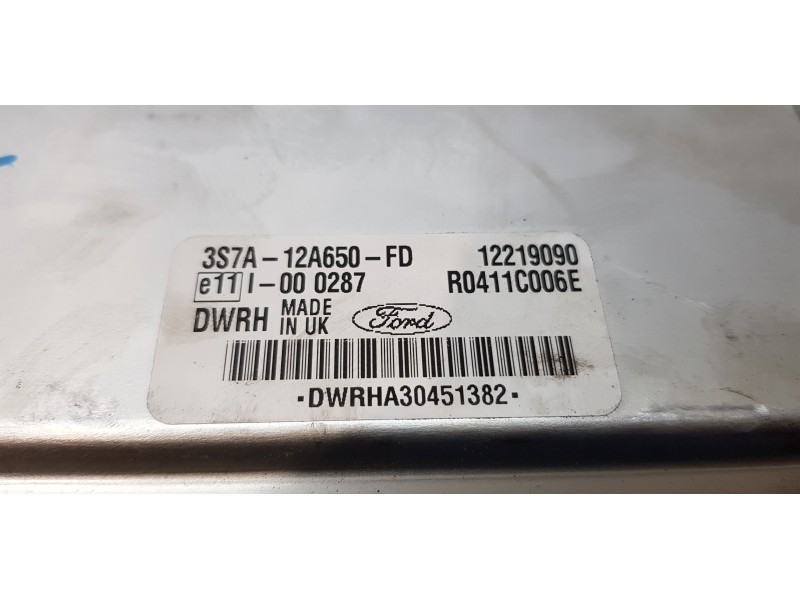 3S7A-12A650-FD 12219090
e11 I-00 0287 R0411C006E
DWRH MADE IN UK Ford
·DWRHA30451382·